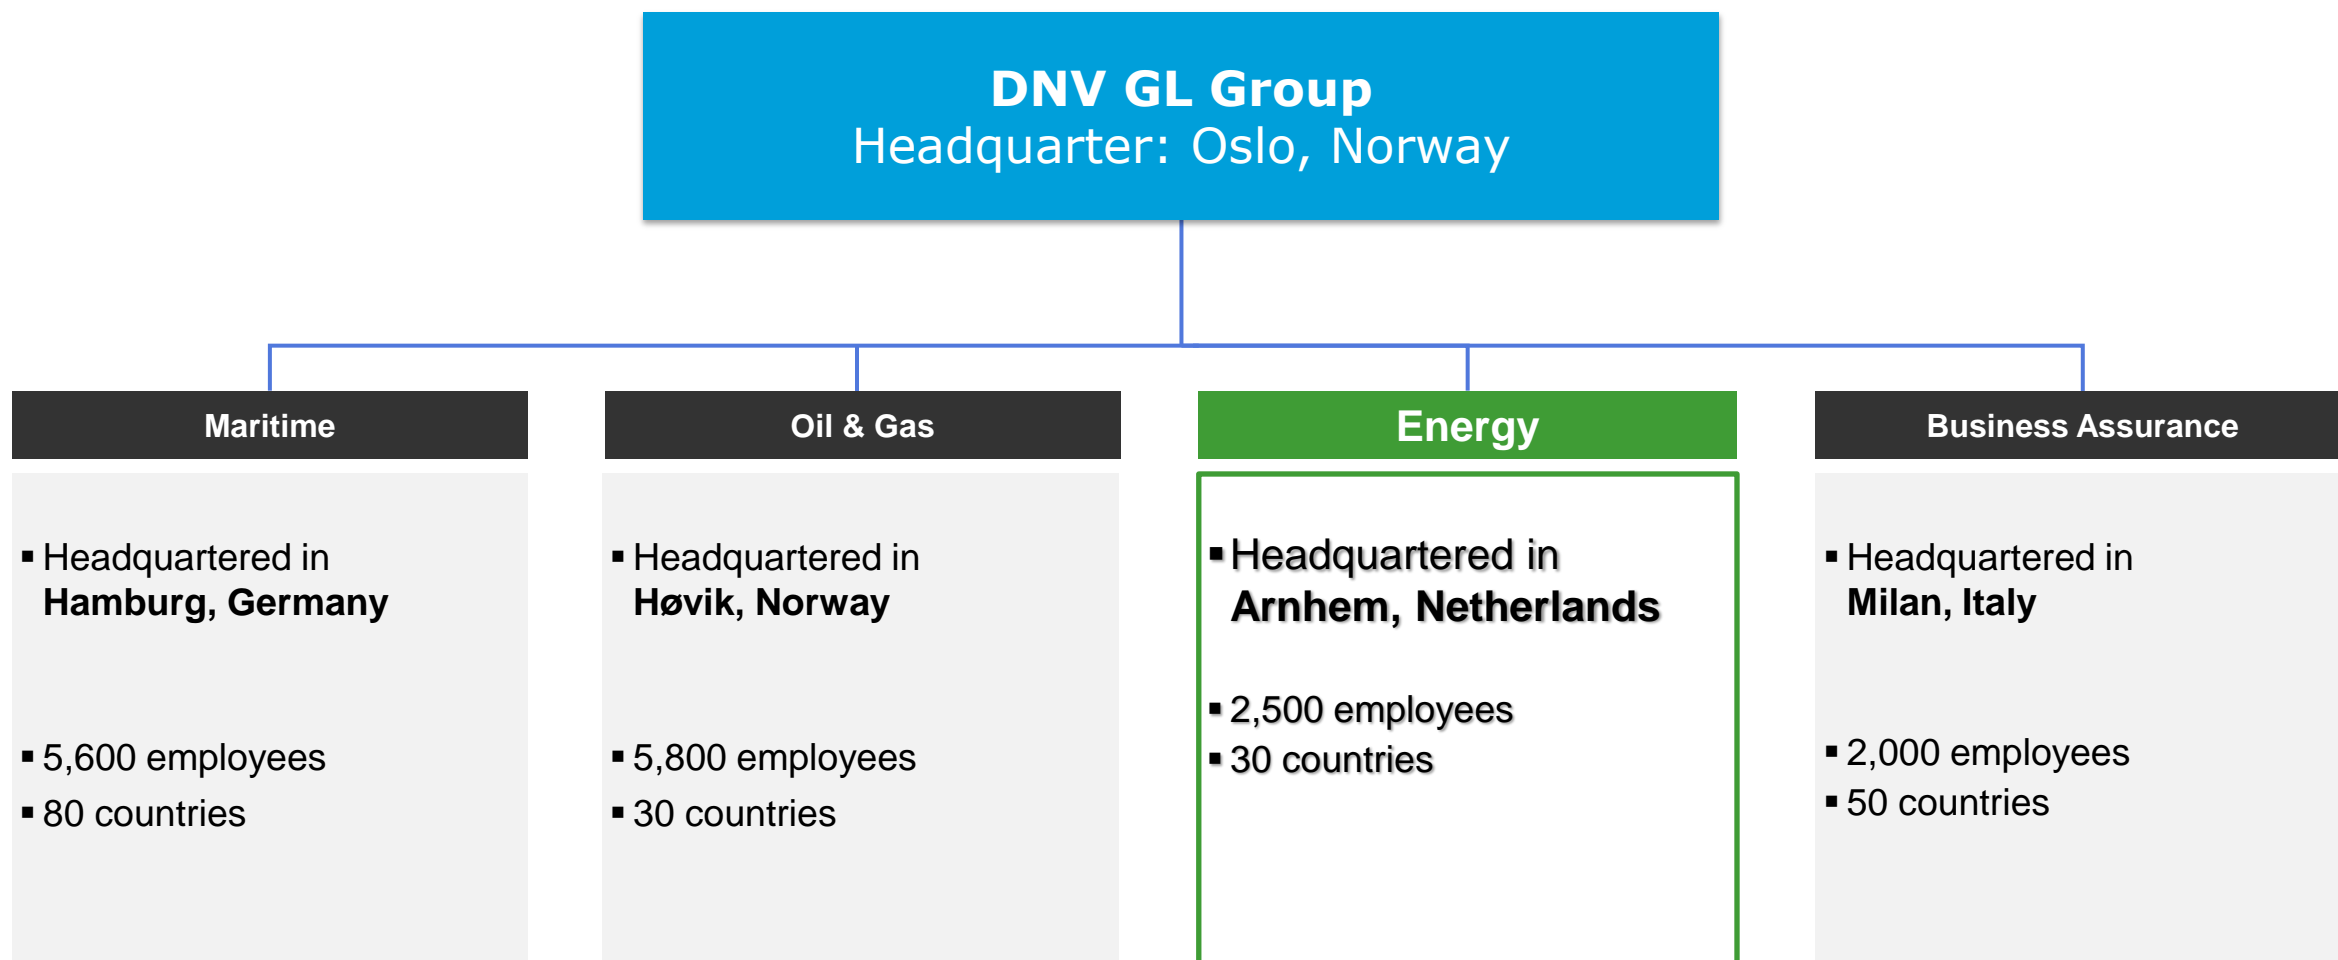 DNV GL Group
Headquarter: Oslo, Norway
Maritime
▪ Headquartered in
Hamburg, Germany
▪ 5,600 employees
▪ 80 countries
Oil & Gas
▪ Headquartered in
Høvik, Norway
▪ 5,800 employees
▪ 30 countries
Energy
▪ Headquartered in
Arnhem, Netherlands
▪ 2,500 employees
▪ 30 countries
Business Assurance
▪ Headquartered in
Milan, Italy
▪ 2,000 employees
▪ 50 countries